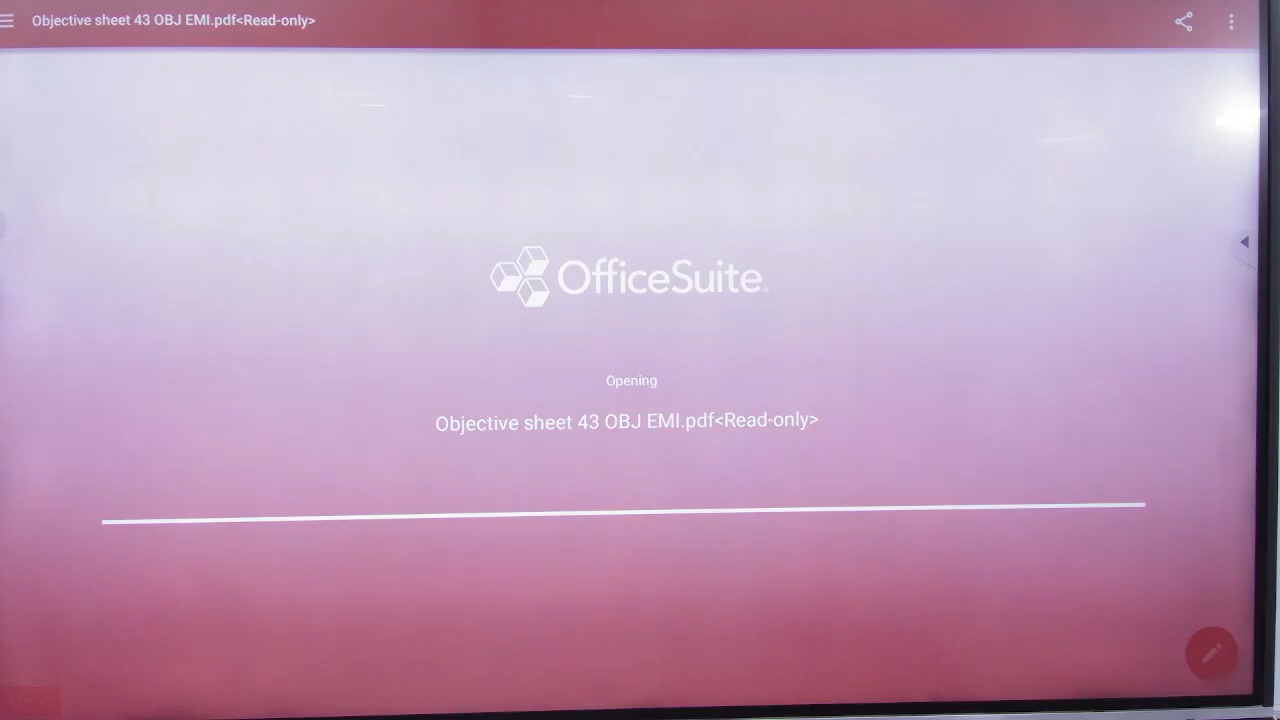 Objective sheet 43 OBJ EMI.pdf<Read-only>
OfficeSuite
Opening
Objective sheet 43 OBJ EMI.pdf<Read-only>